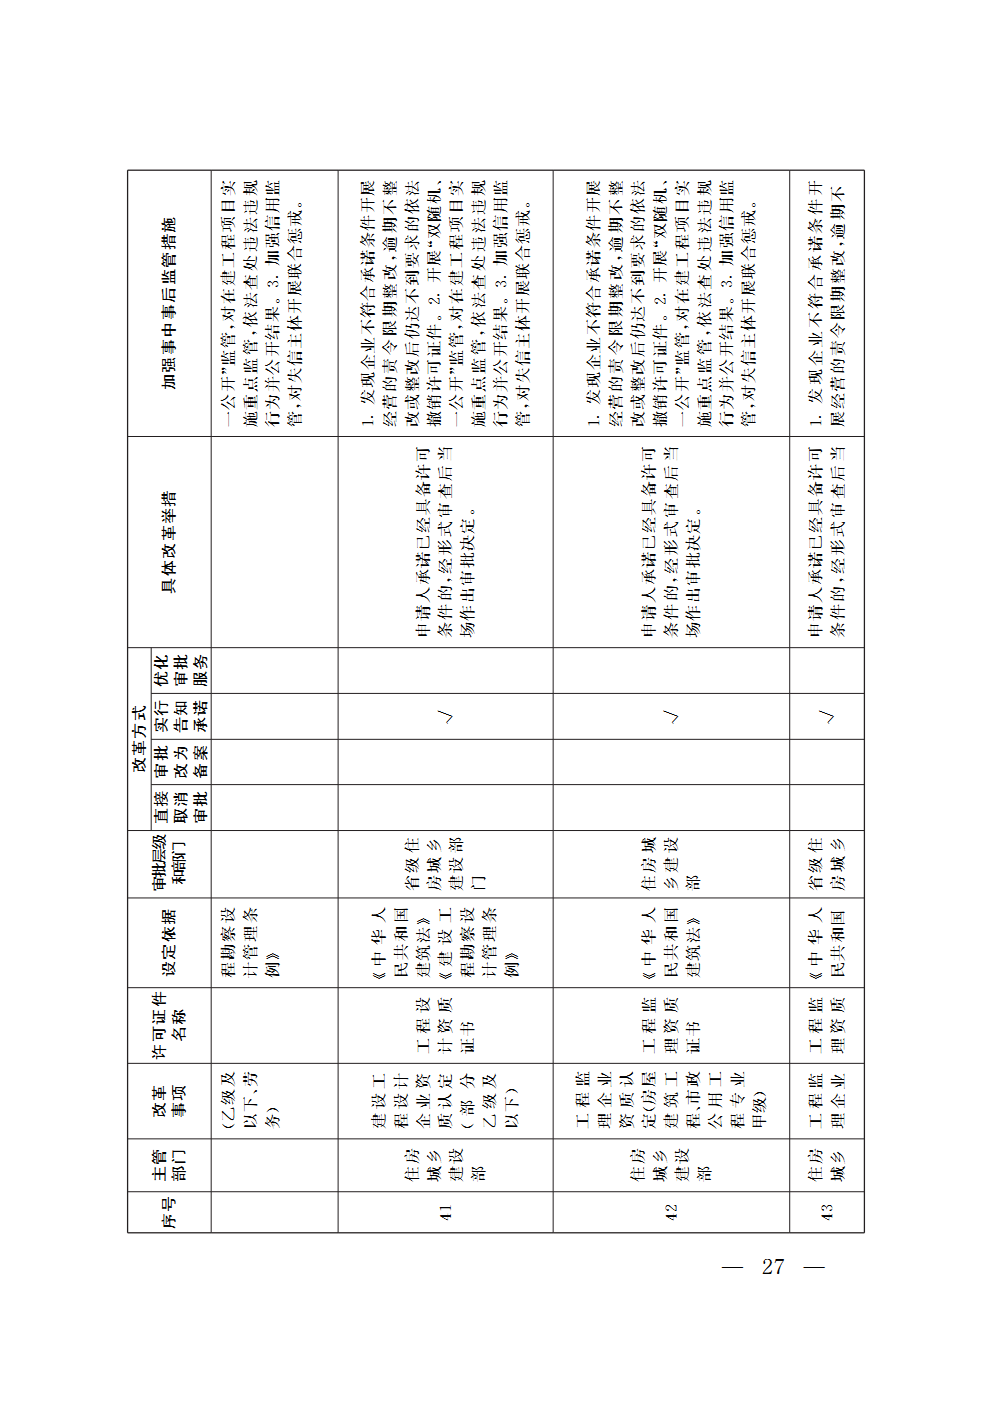 序号
主管
部门
改革
事项
许可证件
名称
设定依据
审批层级
和部门
改革方式
直接
取消
审批
审批
改为
备案
实行
告知
承诺
优化
审批
服务
具体改革举措
加强事中事后监管措施
(乙级及
以下、劳
务)
程勘察设
计管理条
例》
一公开”监管,对在建工程项目实
施重点监管,依法查处违法违规
行为并公开结果。3. 加强信用监
管,对失信主体开展联合惩戒。
41
住房
城乡
建设
部
建设工
程设计
企业资
质认定
(部分
乙级及
以下)
工程设
计资质
证书
《中华人
民共和国
建筑法》
《建设工
程勘察设
计管理条
例》
省级住
房城乡
建设部
门
√
申请人承诺已经具备许可
条件的,经形式审查后当
场作出审批决定。
1. 发现企业不符合承诺条件开展
经营的责令限期整改,逾期不整
改或整改后仍达不到要求的依法
撤销许可证件。2. 开展“双随机、
一公开”监管,对在建工程项目实
施重点监管,依法查处违法违规
行为并公开结果。3. 加强信用监
管,对失信主体开展联合惩戒。
42
住房
城乡
建设
部
工程监
理企业
资质认
定(房屋
建筑工
程、市政
公用工
程专业
甲级)
工程监
理资质
证书
《中华人
民共和国
建筑法》
住房城
乡建设
部
√
申请人承诺已经具备许可
条件的,经形式审查后当
场作出审批决定。
1. 发现企业不符合承诺条件开展
经营的责令限期整改,逾期不整
改或整改后仍达不到要求的依法
撤销许可证件。2. 开展“双随机、
一公开”监管,对在建工程项目实
施重点监管,依法查处违法违规
行为并公开结果。3. 加强信用监
管,对失信主体开展联合惩戒。
43
住房
城乡
工程监
理企业
工程监
理资质
《中华人
民共和国
省级住
房城乡
√
申请人承诺已经具备许可
条件的,经形式审查后当
1. 发现企业不符合承诺条件开
展经营的责令限期整改,逾期不
— 27 —